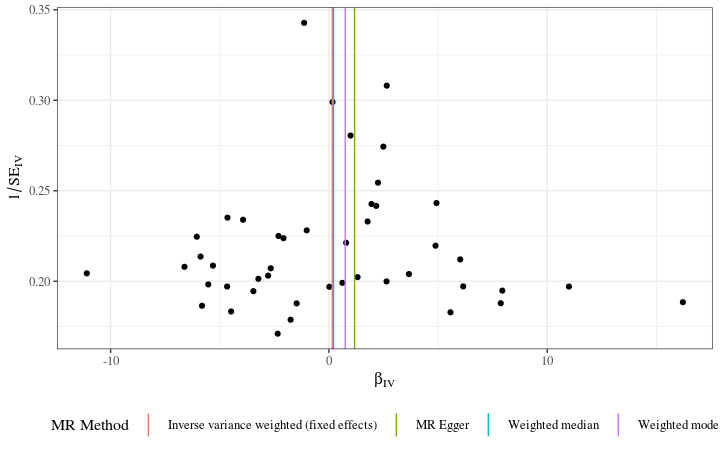 0.35
0.30
0.25
0.20
1/SE_IV
-10
0
10
β_IV
MR Method
Inverse variance weighted (fixed effects)
MR Egger
Weighted median
Weighted mode